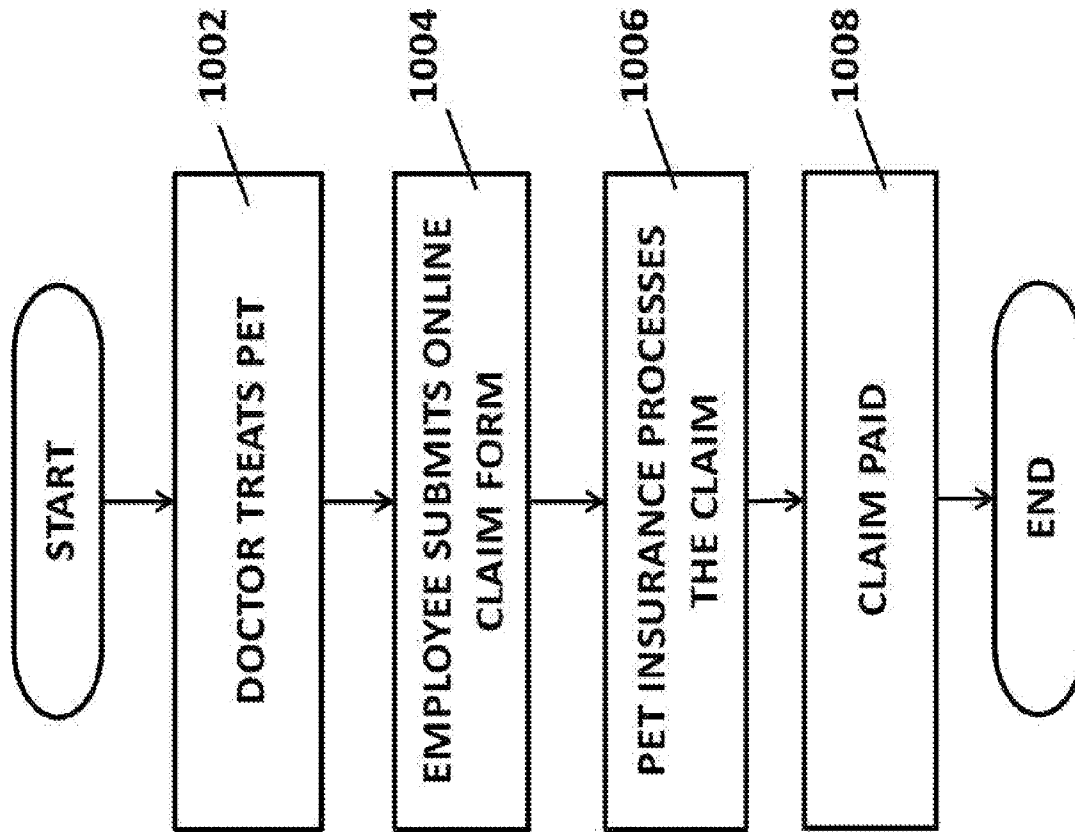 START
DOCTOR TREATS PET
1002
EMPLOYEE SUBMITS ONLINE
CLAIM FORM
1004
PET INSURANCE PROCESSES
THE CLAIM
1006
CLAIM PAID
1008
END